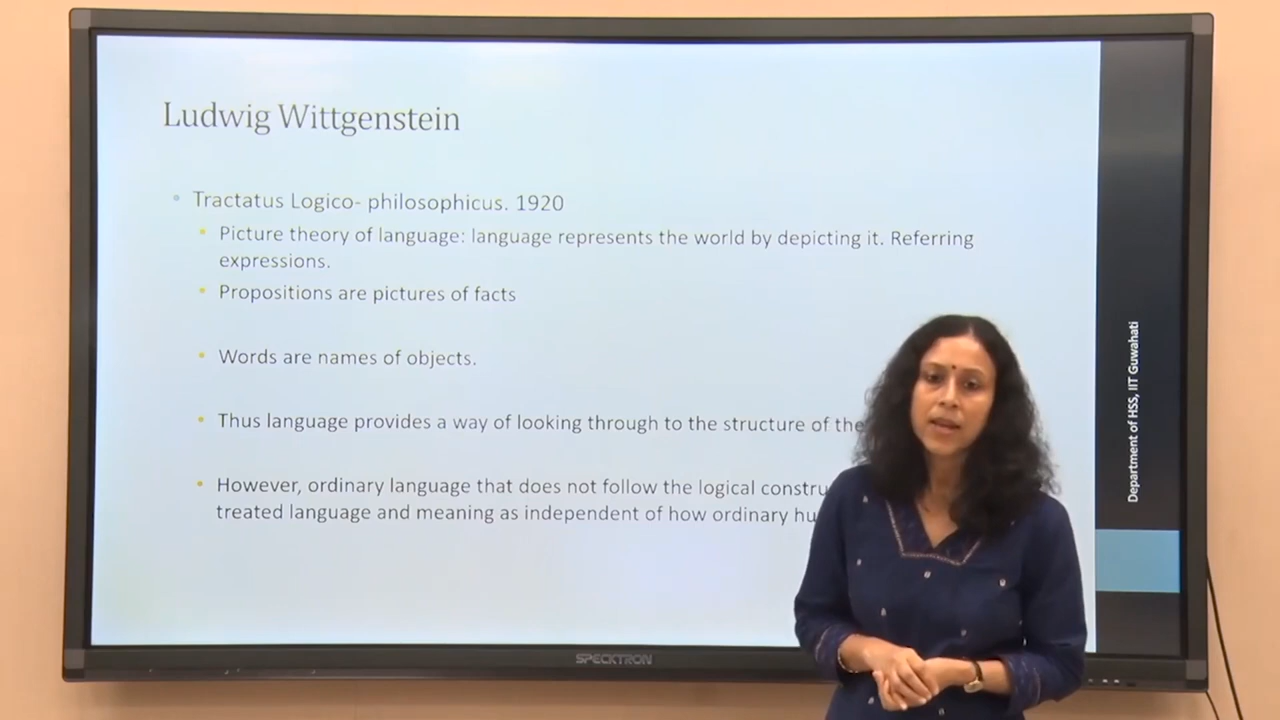 Ludwig Wittgenstein
Tractatus Logico- philosophicus. 1920
Picture theory of language: language represents the world by depicting it. Referring
expressions.
Propositions are pictures of facts
Words are names of objects.
Thus language provides a way of looking through to the structure of the
However, ordinary language that does not follow the logical
treated language and meaning as independent of how ordinary
Department of HSS, IIT Guwahati
SPECKTRON